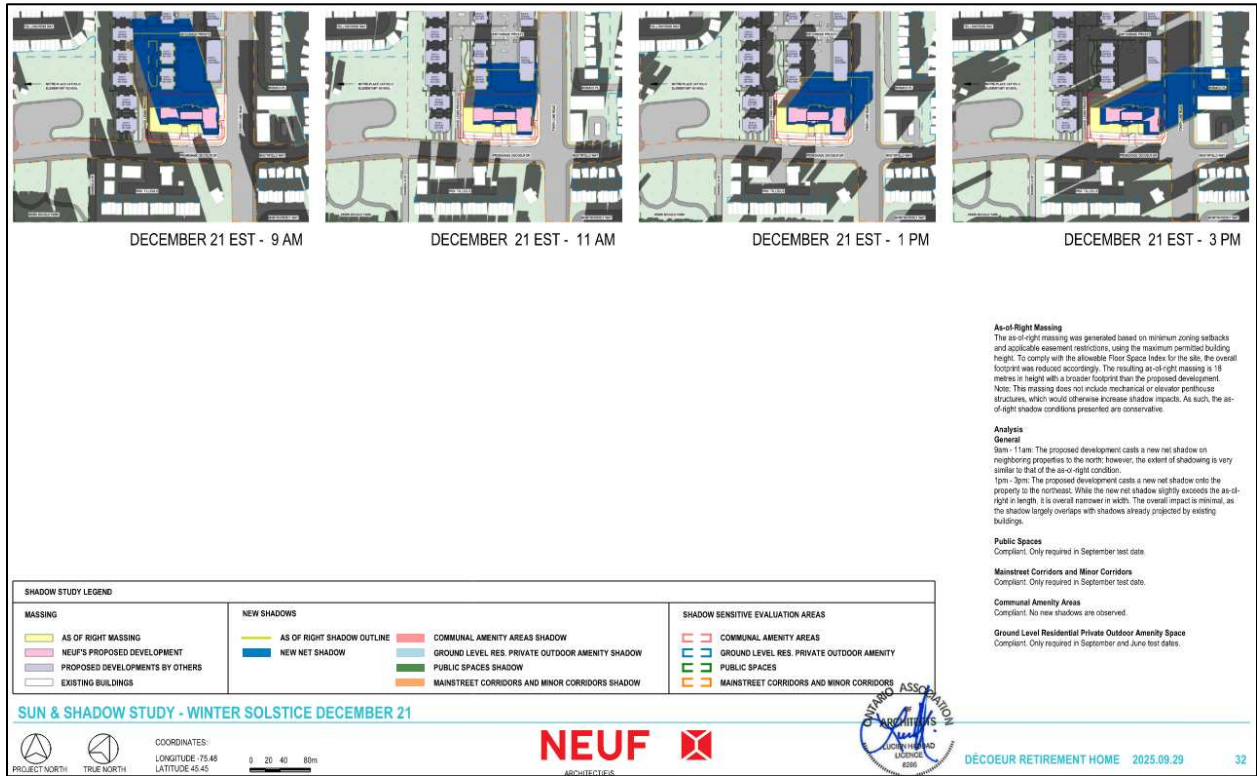 DECEMBER 21 EST - 9 AM
DECEMBER 21 EST - 11 AM
DECEMBER 21 EST - 1 PM
DECEMBER 21 EST - 3 PM
As-of-Right Massing
The as-of-right massing was generated based on minimum zoning setbacks
and applicable easement restrictions, using the maximum permitted building
height. To comply with the allowable Floor Space Index for the site, the overall
footprint was reduced accordingly. The resulting as-of-right massing is 18
metres in height with a broader footprint than the proposed development.
Note: This massing does not include mechanical or elevator penthouse
structures, which would otherwise increase shadow impacts. As such, the as-
of-right shadow conditions presented are conservative.
Analysis
General
9am - 11am: The proposed development casts a new net shadow on
neighboring properties to the north; however, the extent of shadowing is very
similar to that of the as-of-right condition.
1pm - 3pm: The proposed development casts a new net shadow onto the
property to the northeast. While the new net shadow slightly exceeds the as-of-
right in length, it is overall narrower in width. The overall impact is minimal, as
the shadow largely overlaps with shadows already projected by existing
buildings.
Public Spaces
Compliant. Only required in September test date.
Mainstreet Corridors and Minor Corridors
Compliant. Only required in September test date.
Communal Amenity Areas
Compliant. No new shadows are observed.
Ground Level Residential Private Outdoor Amenity Space
Compliant. Only required in September and June test dates.
SHADOW STUDY LEGEND
MASSING
AS OF RIGHT MASSING
NEUF'S PROPOSED DEVELOPMENT
PROPOSED DEVELOPMENTS BY OTHERS
EXISTING BUILDINGS
NEW SHADOWS
AS OF RIGHT SHADOW OUTLINE
NEW NET SHADOW
COMMUNAL AMENITY AREAS SHADOW
GROUND LEVEL RES. PRIVATE OUTDOOR AMENITY SHADOW
PUBLIC SPACES SHADOW
MAINSTREET CORRIDORS AND MINOR CORRIDORS SHADOW
SHADOW SENSITIVE EVALUATION AREAS
COMMUNAL AMENITY AREAS
GROUND LEVEL RES. PRIVATE OUTDOOR AMENITY
PUBLIC SPACES
MAINSTREET CORRIDORS AND MINOR CORRIDORS
SUN & SHADOW STUDY - WINTER SOLSTICE DECEMBER 21
PROJECT NORTH
TRUE NORTH
COORDINATES:
LONGITUDE -75.48
LATITUDE 45.45
0 20 40 80m
NEUF
ARCHITECT(E)S
ONTARIO ASSOCIATION
OF
ARCHITECTS
LUCIEN HADDAD
LICENCE
DÉCOEUR RETIREMENT HOME 2025.09.29 32